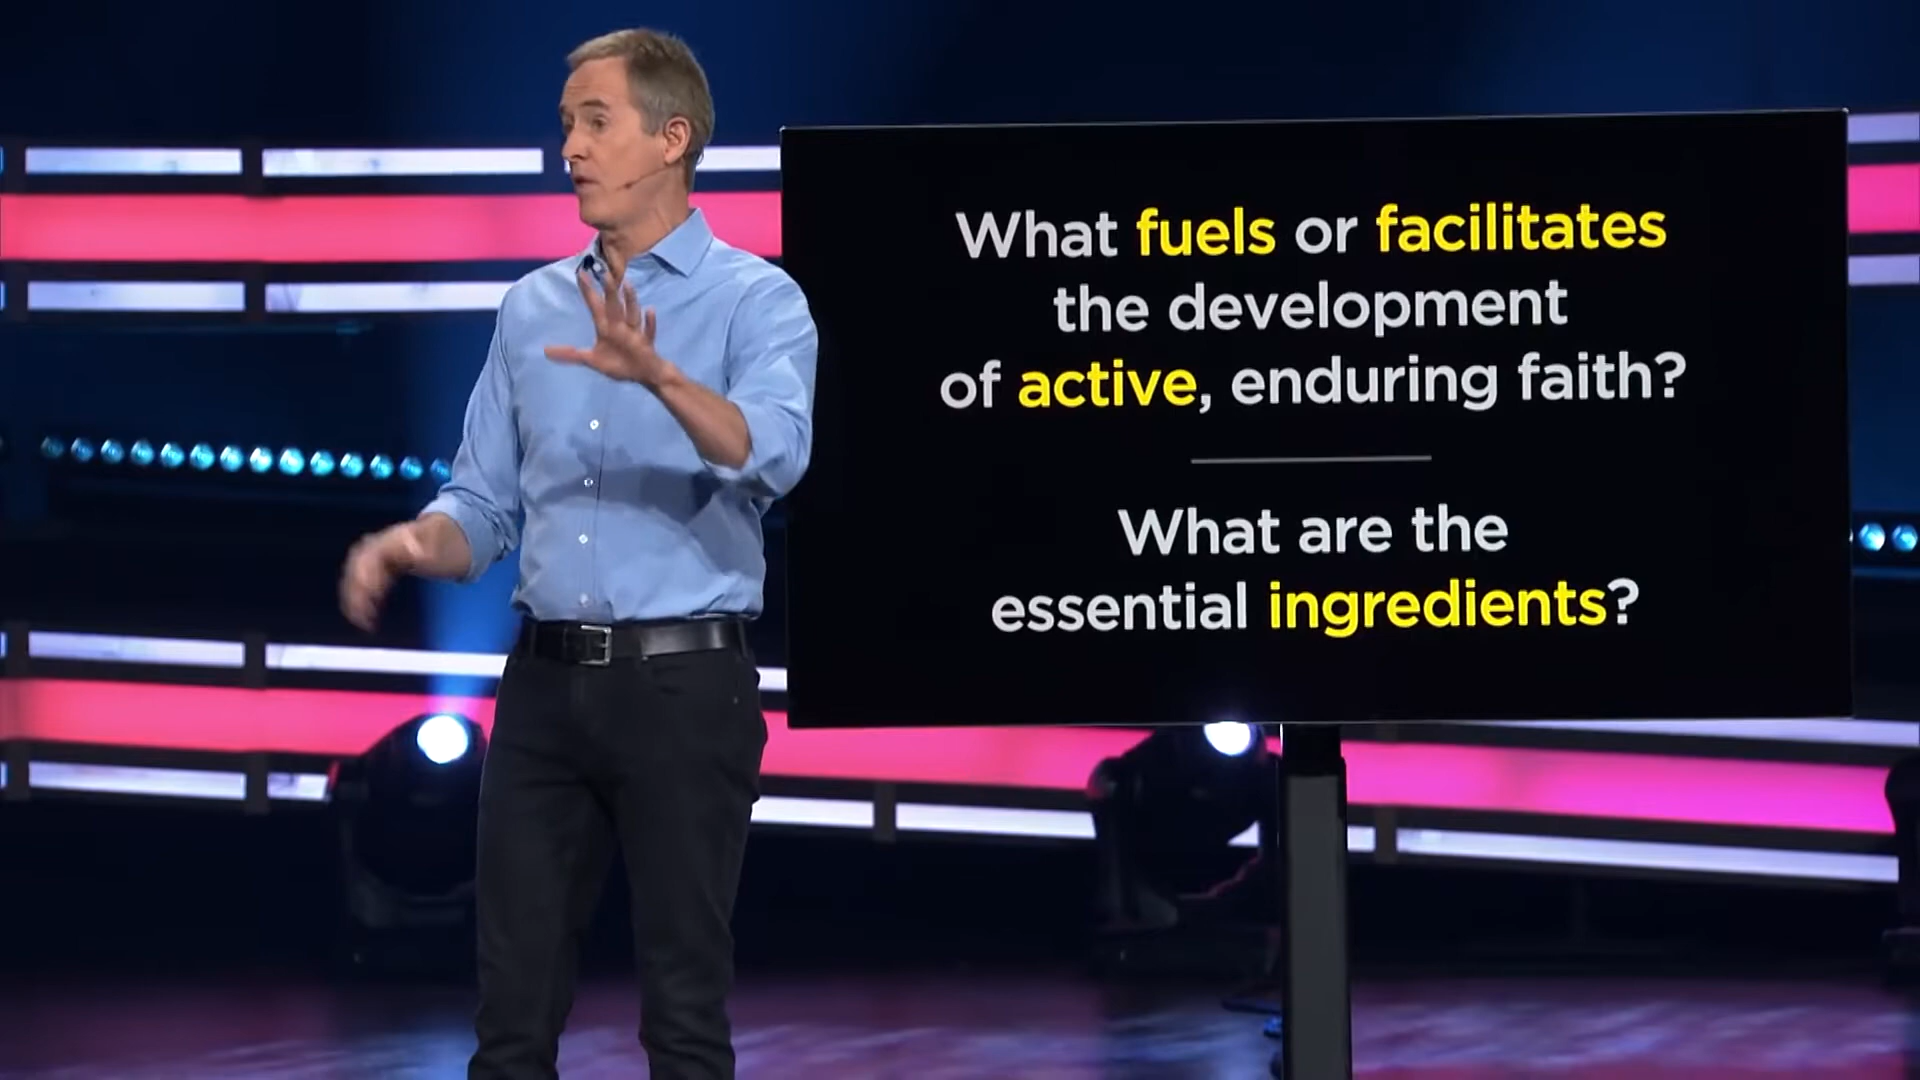 What fuels or facilitates
the development
of active, enduring faith?
What are the
essential ingredients?